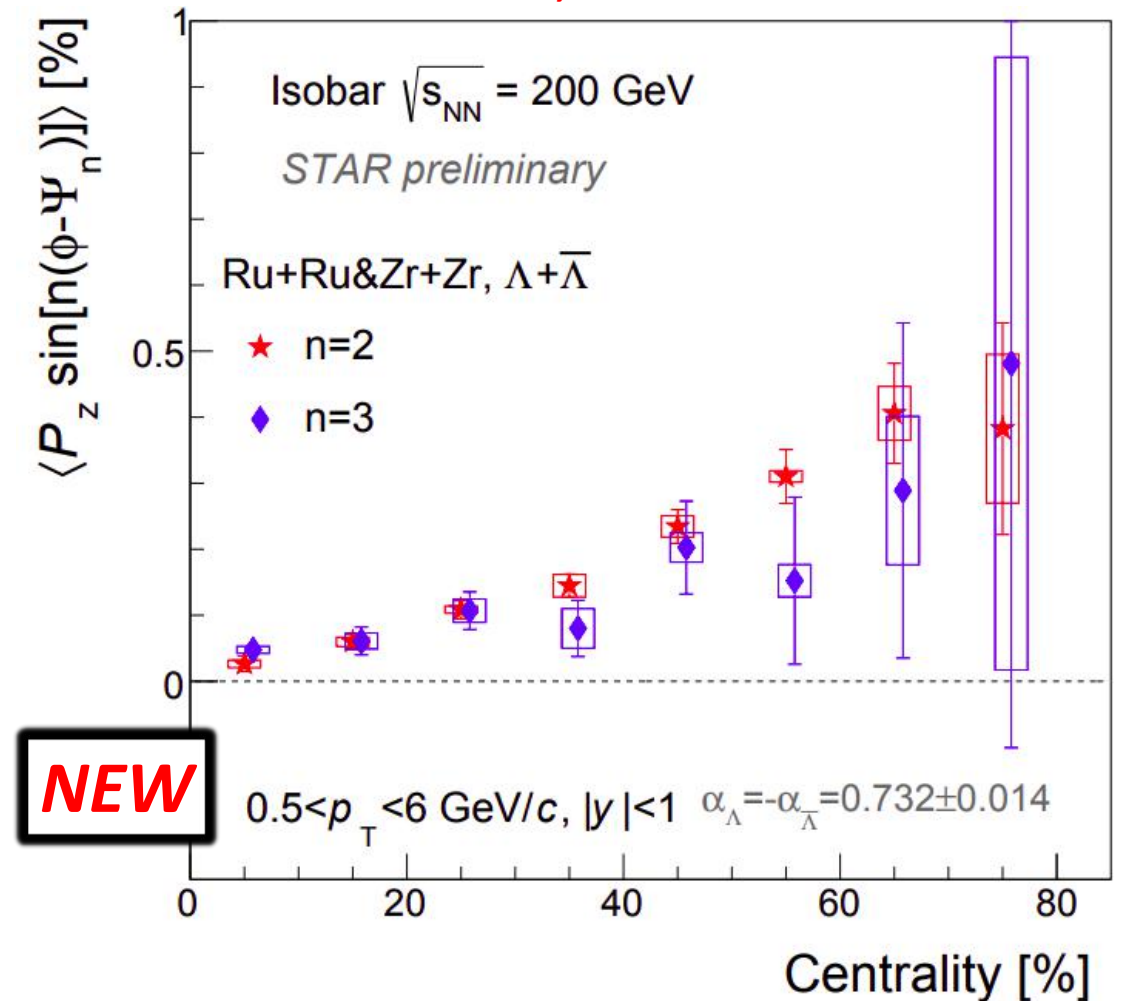 ⟨P_z sin[n(ϕ-Ψ_n)]⟩ [%]
1
0.5
0
Isobar √s_NN = 200 GeV
STAR preliminary
Ru+Ru&Zr+Zr, Λ+Λ̅
n=2
n=3
NEW
0.5<p_T<6 GeV/c, |y|<1 α_Λ=-α_Λ̅=0.732±0.014
0 20 40 60 80
Centrality [%]